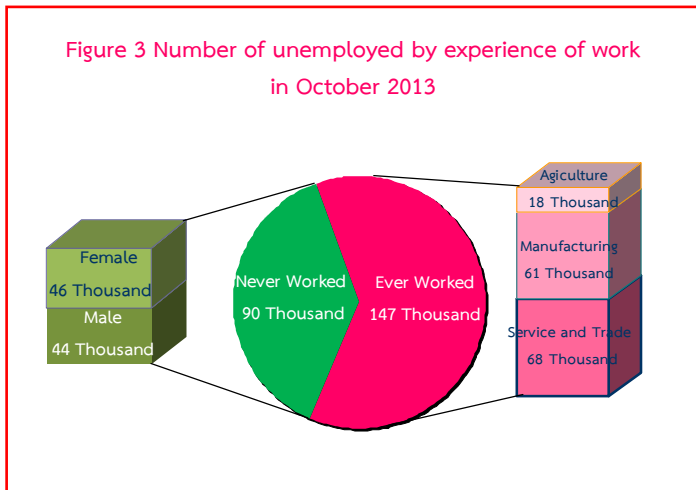 Figure 3 Number of unemployed by experience of work
in October 2013
Female
46 Thousand
Male
44 Thousand
Never Worked
90 Thousand
Ever Worked
147 Thousand
Agiculture
18 Thousand
Manufacturing
61 Thousand
Service and Trade
68 Thousand